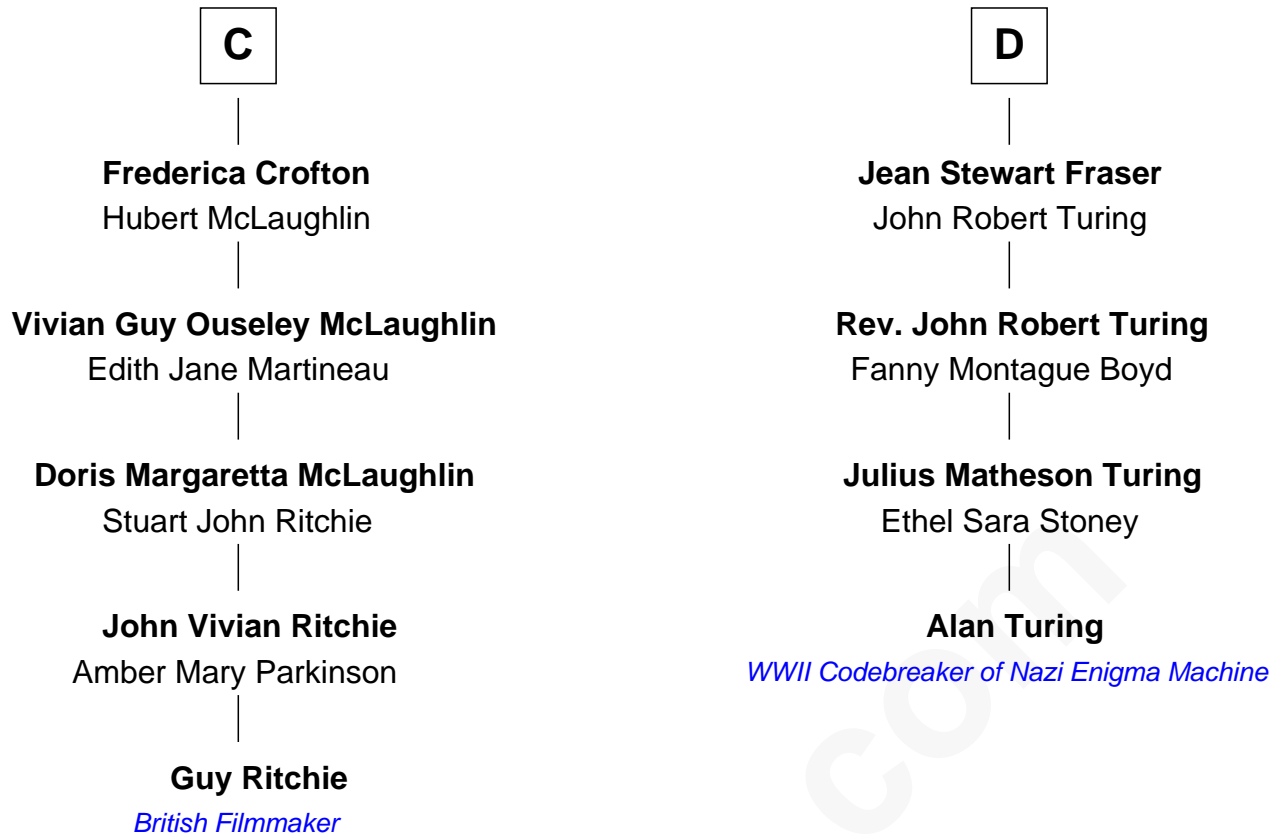 C
Frederica Crofton
Hubert McLaughlin
Vivian Guy Ouseley McLaughlin
Edith Jane Martineau
Doris Margaretta McLaughlin
Stuart John Ritchie
John Vivian Ritchie
Amber Mary Parkinson
Guy Ritchie
British Filmmaker
D
Jean Stewart Fraser
John Robert Turing
Rev. John Robert Turing
Fanny Montague Boyd
Julius Matheson Turing
Ethel Sara Stoney
Alan Turing
WWII Codebreaker of Nazi Enigma Machine
com